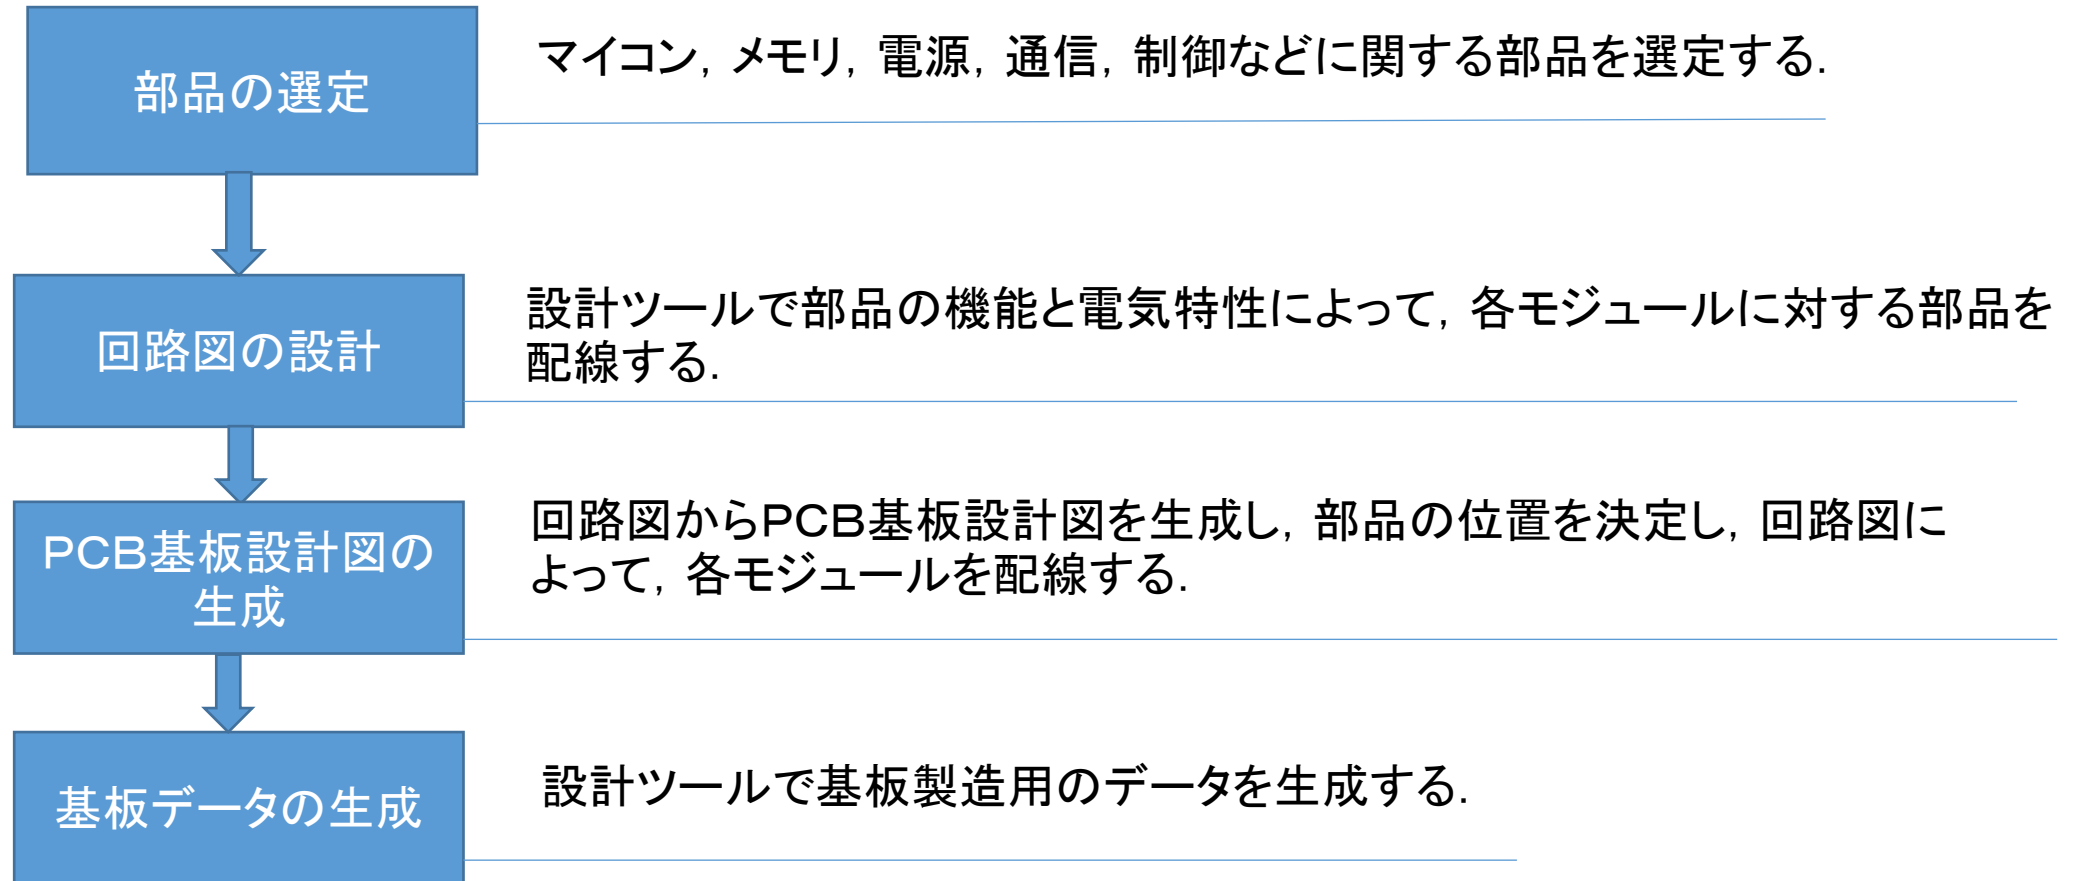 部品の選定
マイコン, メモリ, 電源, 通信, 制御などに関する部品を選定する.
回路図の設計
設計ツールで部品の機能と電気特性によって, 各モジュールに対する部品を
配線する.
PCB基板設計図の
生成
回路図からPCB基板設計図を生成し, 部品の位置を決定し, 回路図に
よって, 各モジュールを配線する.
基板データの生成
設計ツールで基板製造用のデータを生成する.